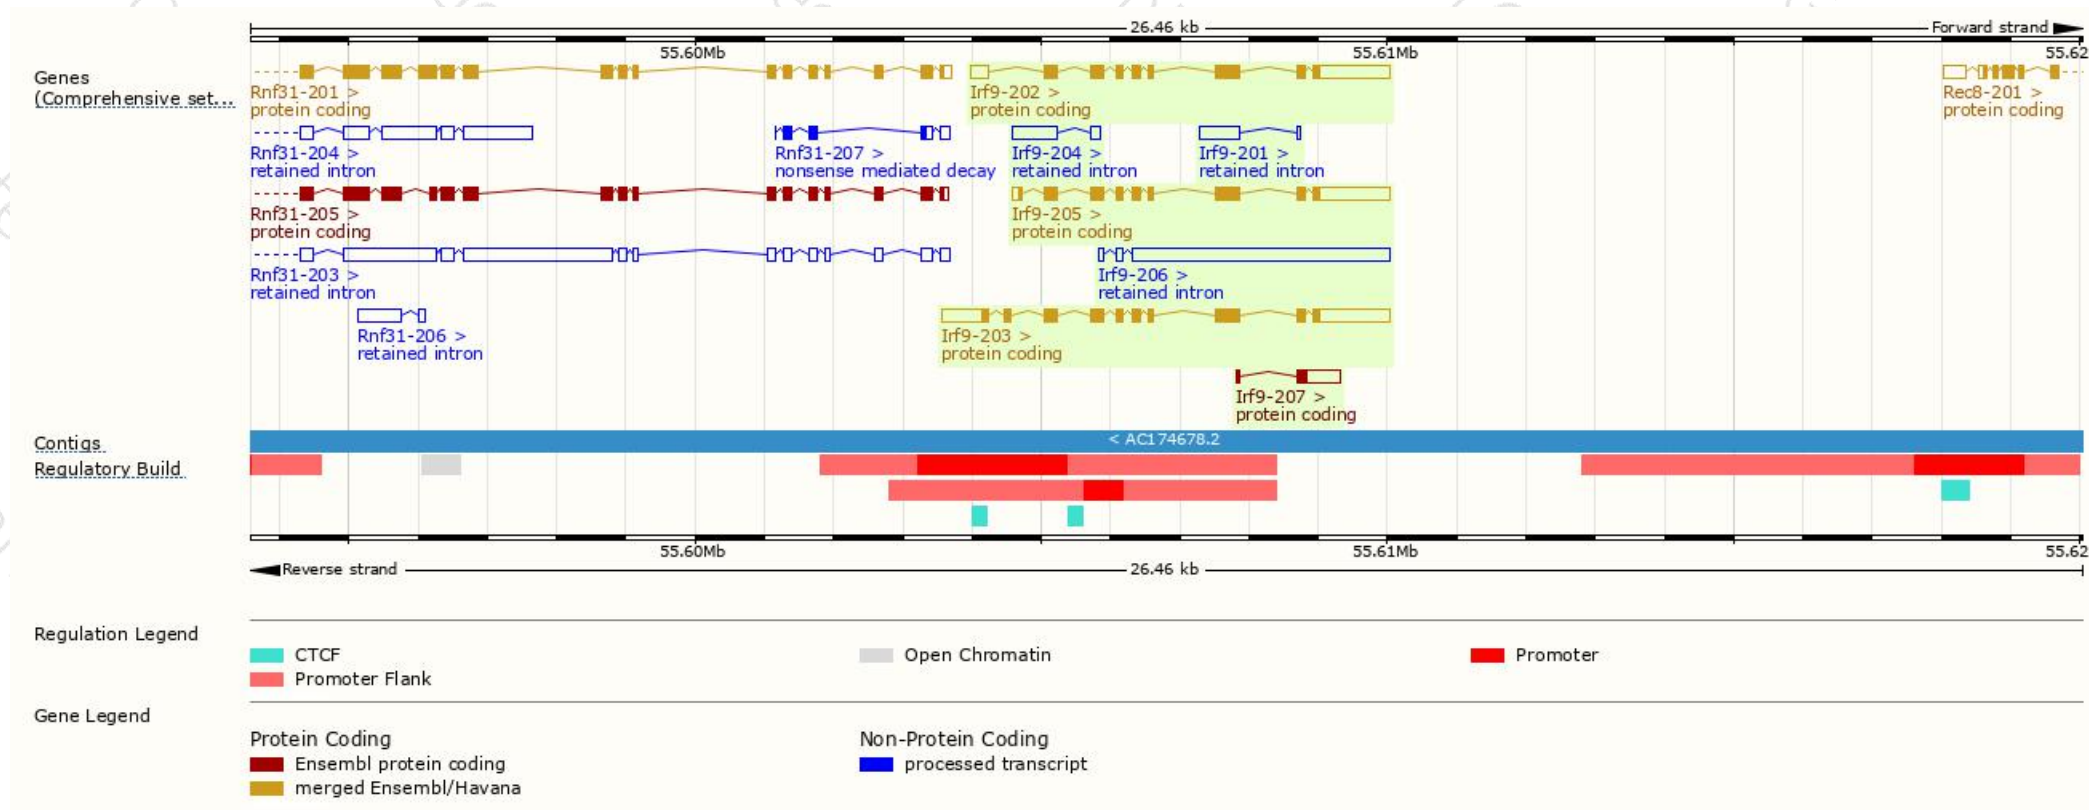 26.46 kb Forward strand
55.60Mb 55.61Mb 55.62
Genes
(Comprehensive set...
Rnf31-201 >
protein coding
Irf9-202 >
protein coding
Rec8-201 >
protein coding
Rnf31-204 >
retained intron
Rnf31-207 >
nonsense mediated decay
Irf9-204 >
retained intron
Irf9-201 >
retained intron
Rnf31-205 >
protein coding
Irf9-205 >
protein coding
Rnf31-203 >
retained intron
Irf9-206 >
retained intron
Rnf31-206 >
retained intron
Irf9-203 >
protein coding
Irf9-207 >
protein coding
Contigs
< AC174678.2
Regulatory Build
55.60Mb 55.61Mb 55.62
Reverse strand 26.46 kb
Regulation Legend
CTCF
Open Chromatin
Promoter
Promoter Flank
Gene Legend
Protein Coding
Non-Protein Coding
Ensembl protein coding
processed transcript
merged Ensembl/Havana